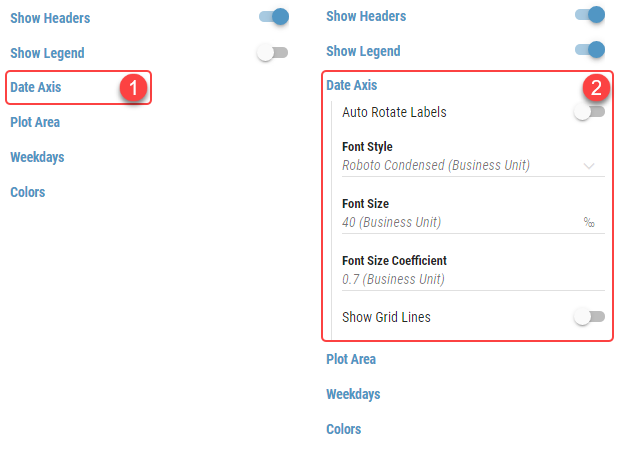 Show Headers
Show Legend
Date Axis
1
Plot Area
Weekdays
Colors
Show Headers
Show Legend
Date Axis
2
Auto Rotate Labels
Font Style
Roboto Condensed (Business Unit)
Font Size
40 (Business Unit) ‰
Font Size Coefficient
0.7 (Business Unit)
Show Grid Lines
Plot Area
Weekdays
Colors